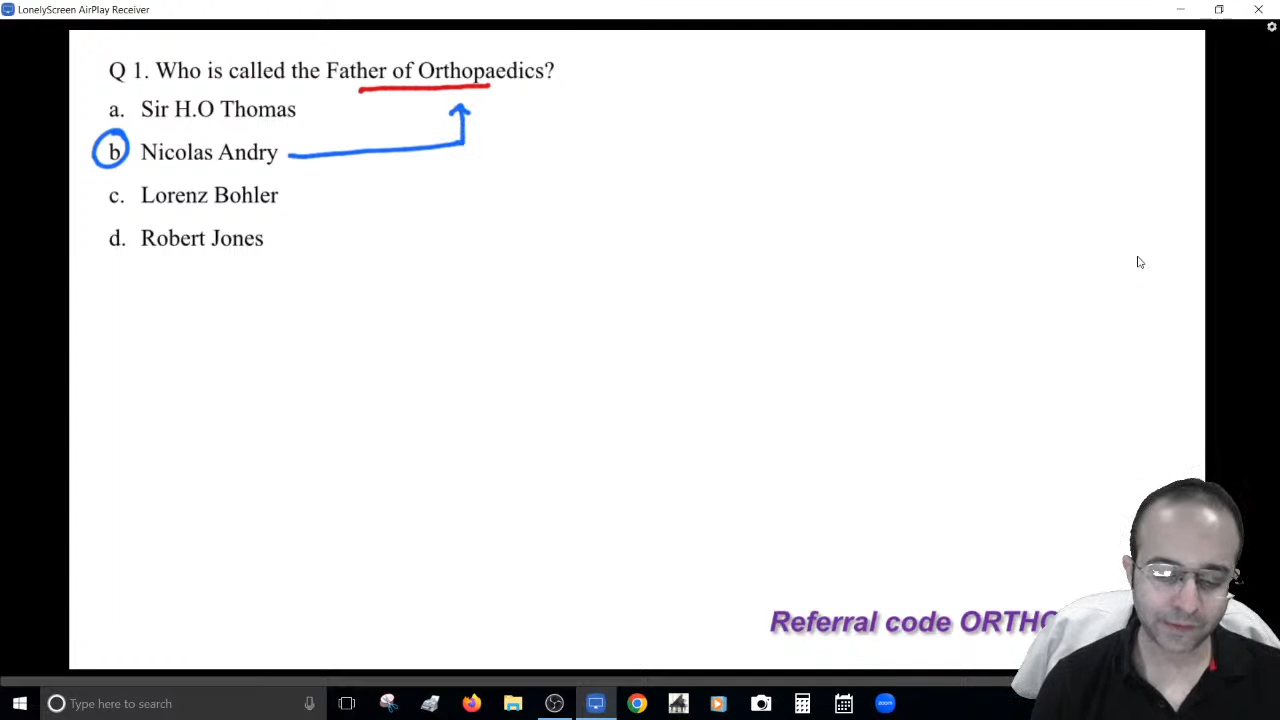 LonelyScreen AirPlay Receiver
Q 1. Who is called the Father of Orthopaedics?
a. Sir H.O Thomas
b Nicolas Andry
c. Lorenz Bohler
d. Robert Jones
Referral code ORTHO
Type here to search
zoom